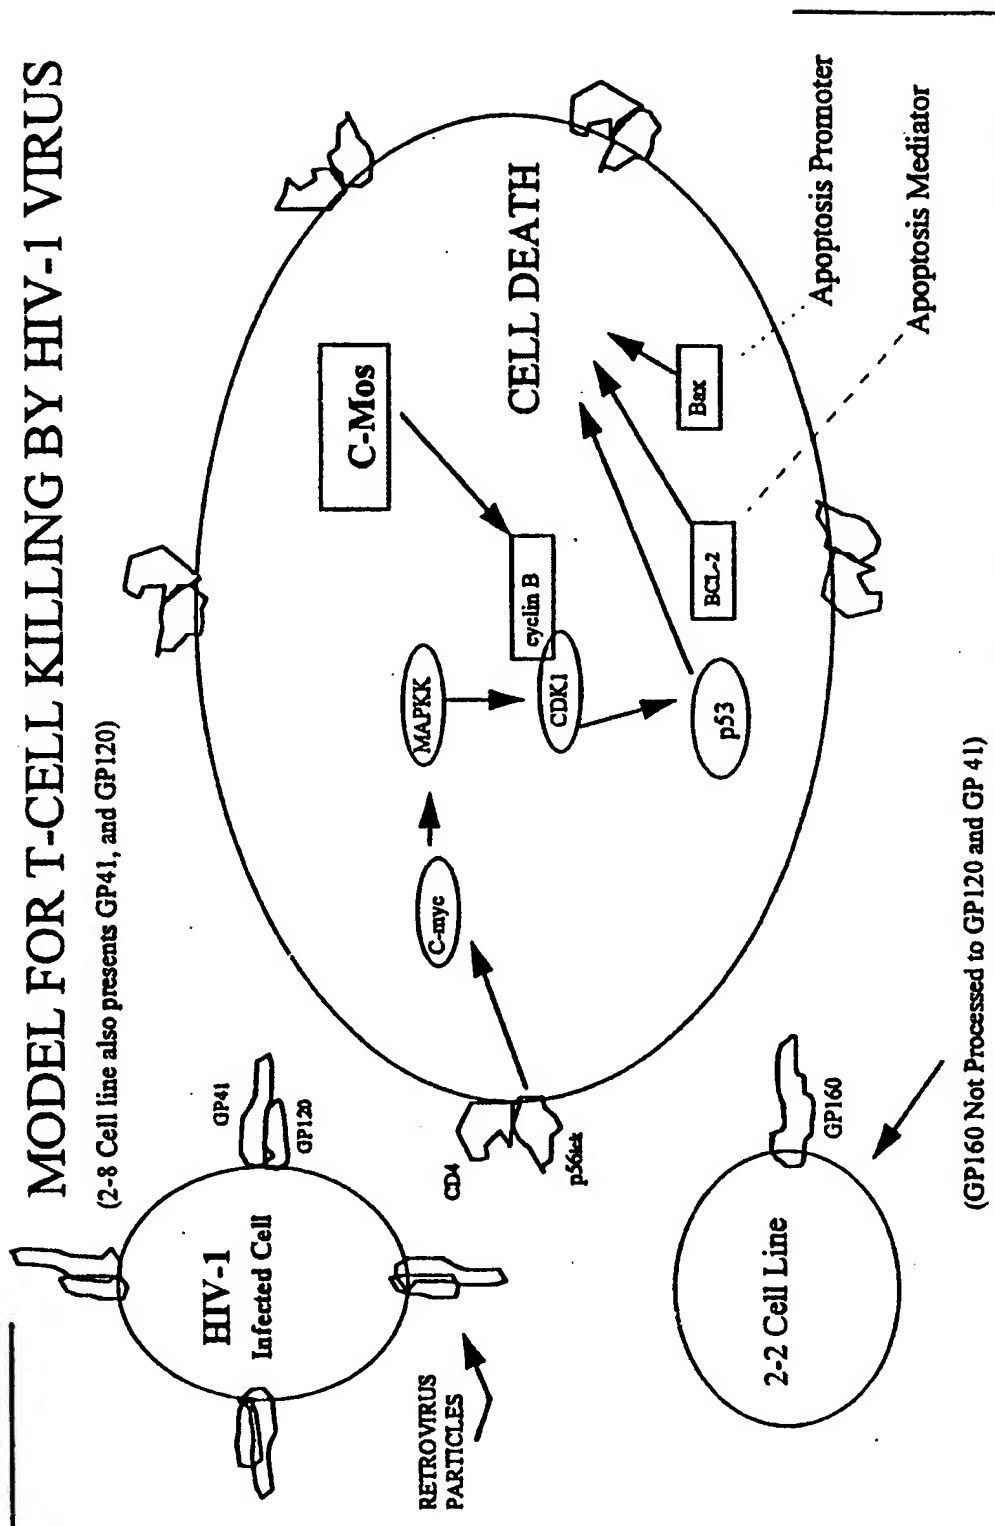 MODEL FOR T-CELL KILLING BY HIV-1 VIRUS
(2-8 Cell line also presents GP41, and GP120)
GP41
GP120
HIV-1
Infected Cell
RETROVIRUS
PARTICLES
CD4
p56lck
C-myc
MAPKK
C-Mos
cyclin B
CDK1
p53
BCL-2
Bax
CELL DEATH
Apoptosis Promoter
Apoptosis Mediator
2-2 Cell Line
GP160
(GP160 Not Processed to GP120 and GP 41)